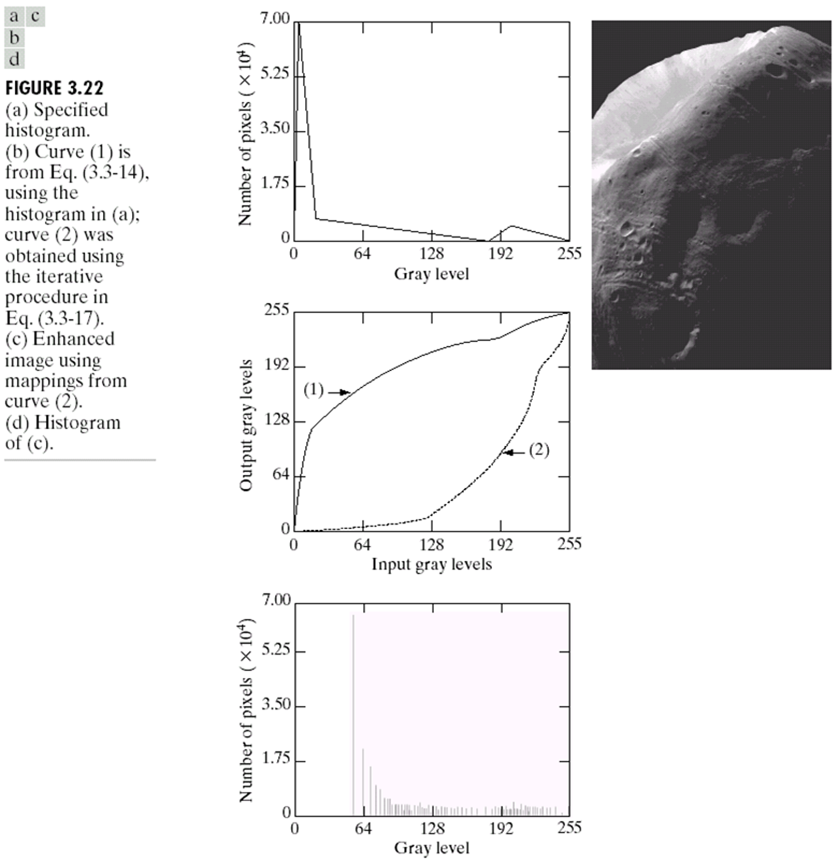 a c
b
d
FIGURE 3.22
(a) Specified
histogram.
(b) Curve (1) is
from Eq. (3.3-14),
using the
histogram in (a);
curve (2) was
obtained using
the iterative
procedure in
Eq. (3.3-17).
(c) Enhanced
image using
mappings from
curve (2).
(d) Histogram
of (c).
Number of pixels ( × 10⁴)
7.00
5.25
3.50
1.75
0
0 64 128 192 255
Gray level
Output gray levels
255
192
128
64
0
(1)
(2)
0 64 128 192 255
Input gray levels
Number of pixels ( × 10⁴)
7.00
5.25
3.50
1.75
0
0 64 128 192 255
Gray level